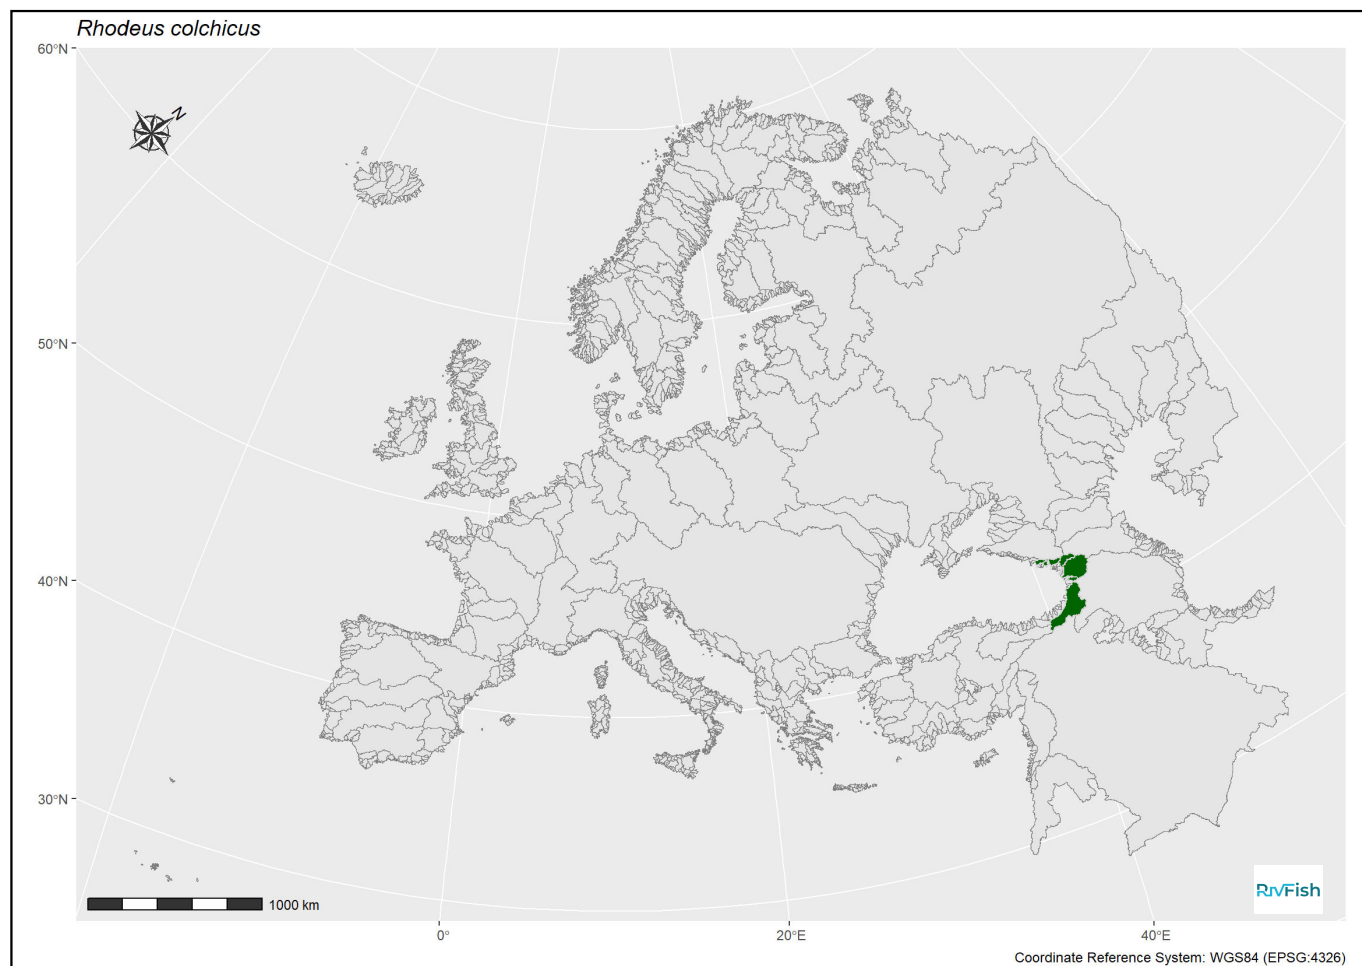 Rhodeus colchicus
60°N
N
50°N
40°N
30°N
1000 km
RIVFish
0°
20°E
40°E
Coordinate Reference System: WGS84 (EPSG:4326)